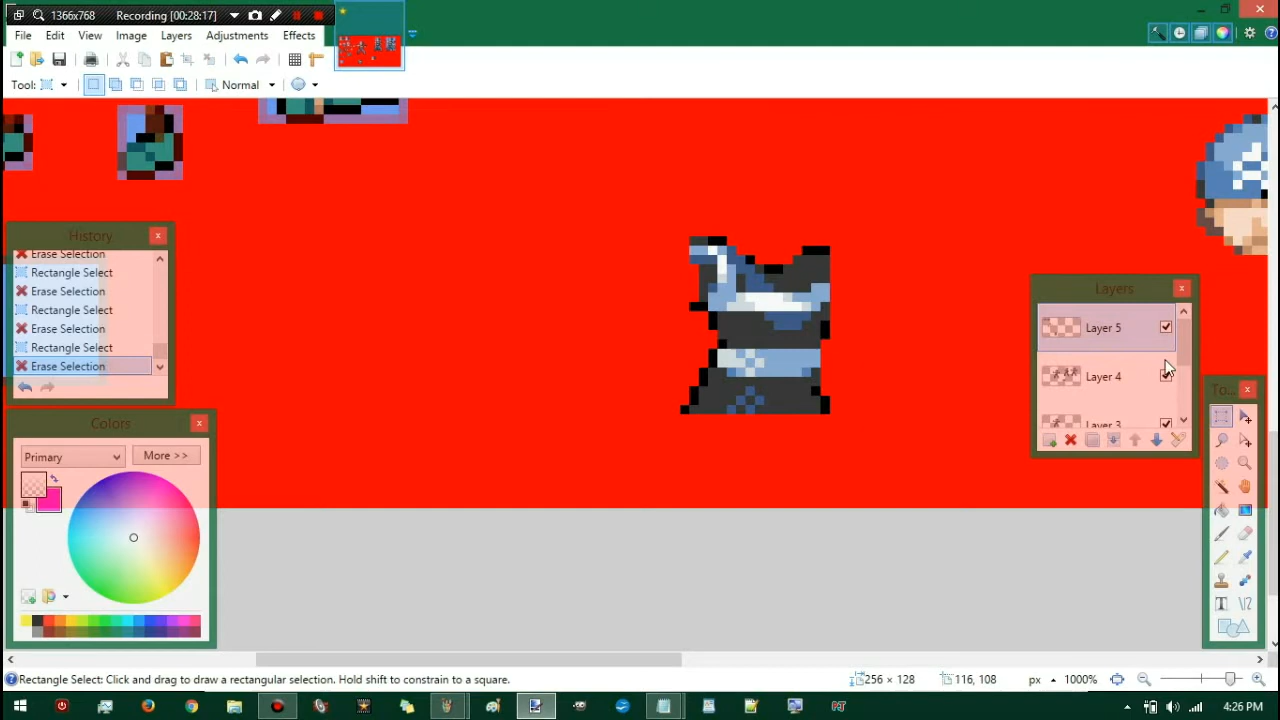 1366x768
Recording [00:28:17]
File Edit View Image Layers Adjustments Effects
Tool: Normal
History
Erase Selection
Rectangle Select
Erase Selection
Rectangle Select
Erase Selection
Rectangle Select
Erase Selection
Colors
Primary
More >>
Layers
Layer 5
Layer 4
Layer 3
To...
Rectangle Select: Click and drag to draw a rectangular selection. Hold shift to constrain to a square.
256 × 128
116, 108
px
1000%
4:26 PM